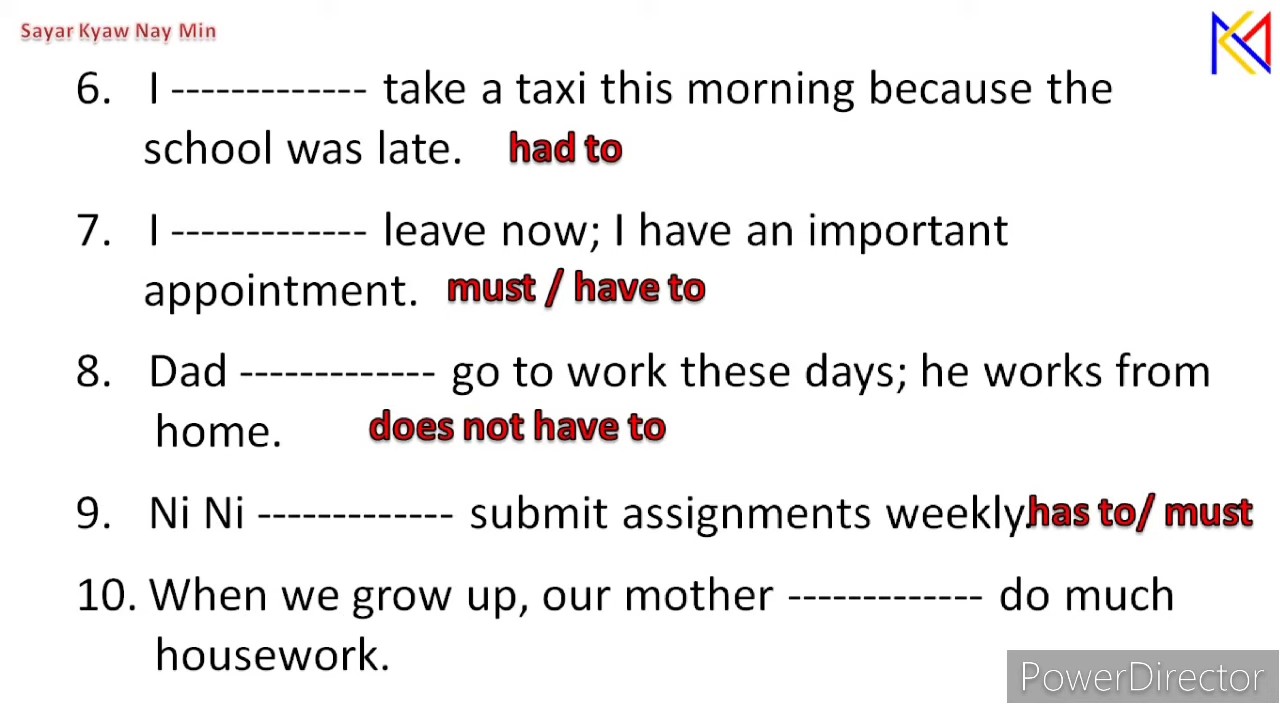 Sayar Kyaw Nay Min
6. I ------------- take a taxi this morning because the
school was late. had to
7. I ------------- leave now; I have an important
appointment. must / have to
8. Dad ------------- go to work these days; he works from
home. does not have to
9. Ni Ni ------------- submit assignments weekly. has to/ must
10. When we grow up, our mother ------------- do much
housework.
PowerDirector